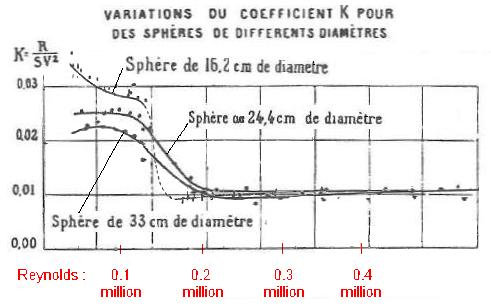 VARIATIONS DU COEFFICIENT K POUR
DES SPHÈRES DE DIFFERENTS DIAMÈTRES
K = R / SV²
0,03
0,02
0,01
0,00
Sphère de 16,2 cm de diametre
Sphère de 24,4 cm de diamètre
Sphère de 33 cm de diamètre
Reynolds :
0.1 million
0.2 million
0.3 million
0.4 million